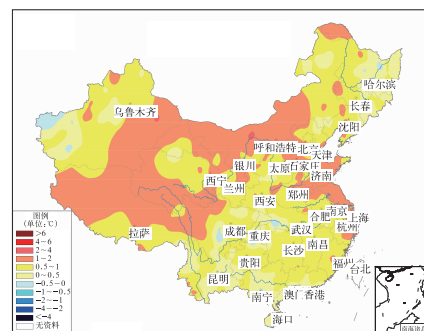 哈尔滨
乌鲁木齐
长春
沈阳
呼和浩特
北京
天津
银川
太原
石家庄
济南
西宁
兰州
西安
郑州
南京
合肥
上海
拉萨
成都
重庆
武汉
杭州
南昌
长沙
贵阳
福州
台北
昆明
南宁
澳门
香港
海口
图例
(单位:℃)
>6
4~6
2~4
1~2
0.5~1
0~0.5
-0.5~0
-1~-0.5
-2~-1
-4~-2
<-4
无资料